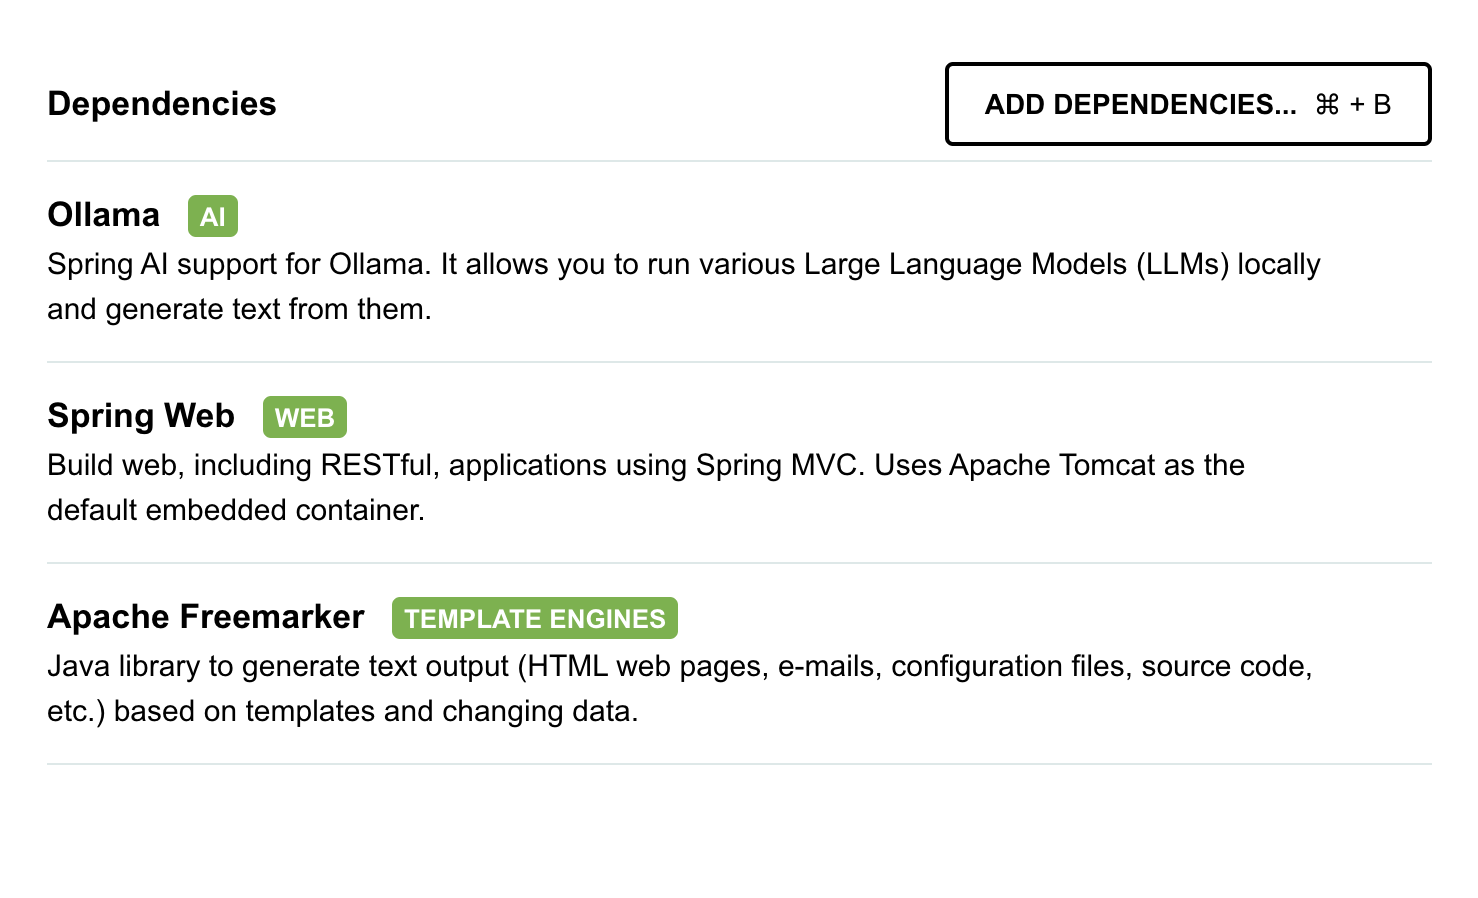 Dependencies
ADD DEPENDENCIES... ⌘ + B
Ollama AI
Spring AI support for Ollama. It allows you to run various Large Language Models (LLMs) locally
and generate text from them.
Spring Web WEB
Build web, including RESTful, applications using Spring MVC. Uses Apache Tomcat as the
default embedded container.
Apache Freemarker TEMPLATE ENGINES
Java library to generate text output (HTML web pages, e-mails, configuration files, source code,
etc.) based on templates and changing data.